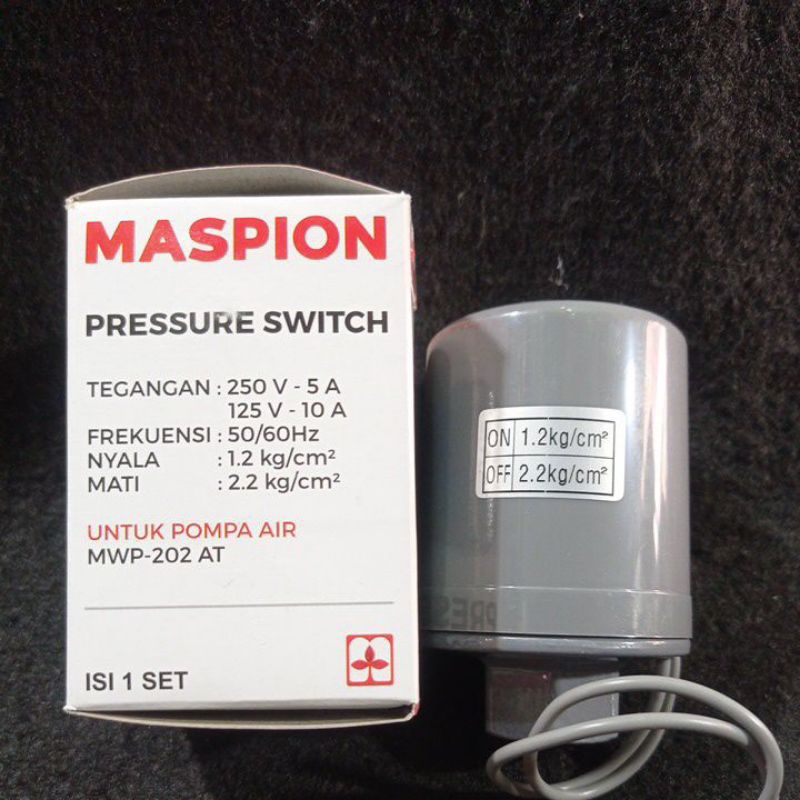 MASPION
PRESSURE SWITCH
TEGANGAN : 250 V - 5 A
125 V - 10 A
FREKUENSI : 50/60Hz
NYALA : 1.2 kg/cm²
MATI : 2.2 kg/cm²
UNTUK POMPA AIR
MWP-202 AT
ISI 1 SET
ON 1.2kg/cm²
OFF 2.2kg/cm²